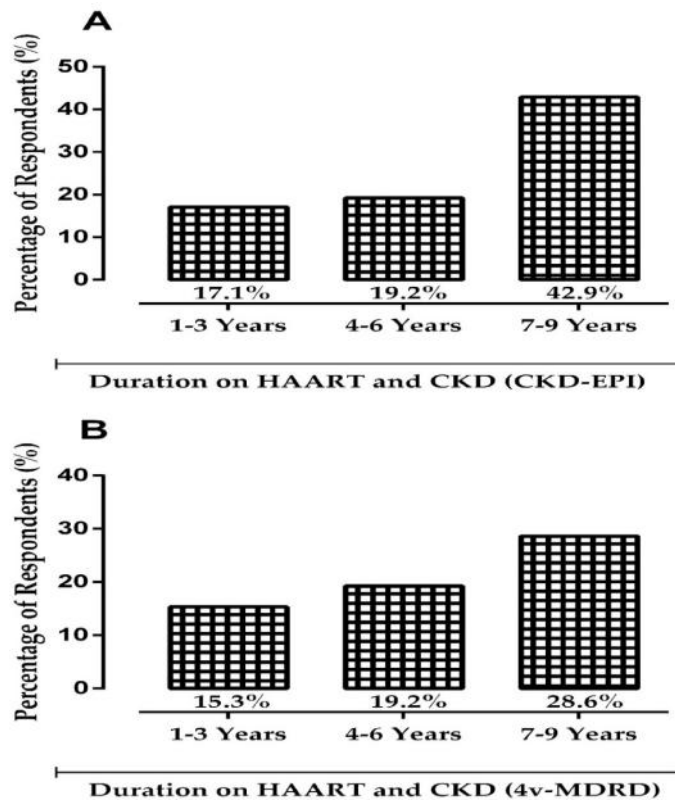 A
Percentage of Respondents (%)
50
40
30
20
10
0
17.1% 19.2% 42.9%
1-3 Years 4-6 Years 7-9 Years
Duration on HAART and CKD (CKD-EPI)
B
Percentage of Respondents (%)
40
30
20
10
0
15.3% 19.2% 28.6%
1-3 Years 4-6 Years 7-9 Years
Duration on HAART and CKD (4v-MDRD)